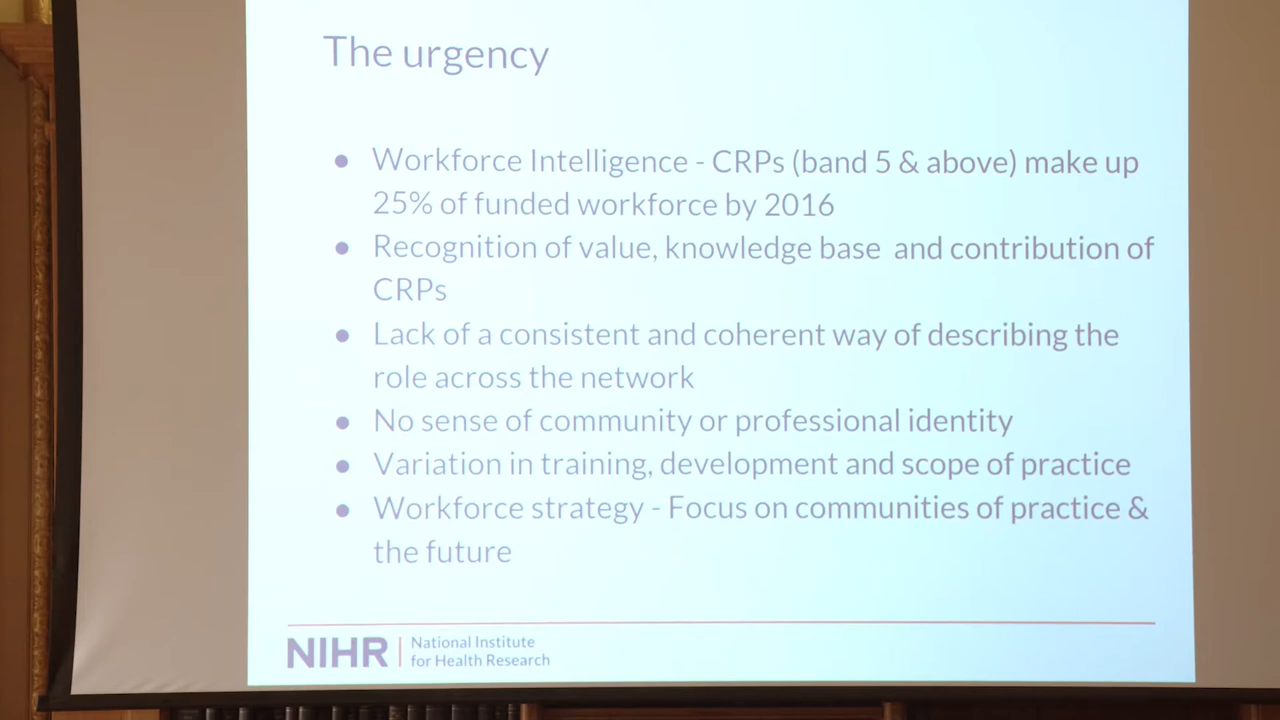 The urgency
● Workforce Intelligence - CRPs (band 5 & above) make up
25% of funded workforce by 2016
● Recognition of value, knowledge base and contribution of
CRPs
● Lack of a consistent and coherent way of describing the
role across the network
● No sense of community or professional identity
● Variation in training, development and scope of practice
● Workforce strategy - Focus on communities of practice &
the future
NIHR | National Institute
for Health Research